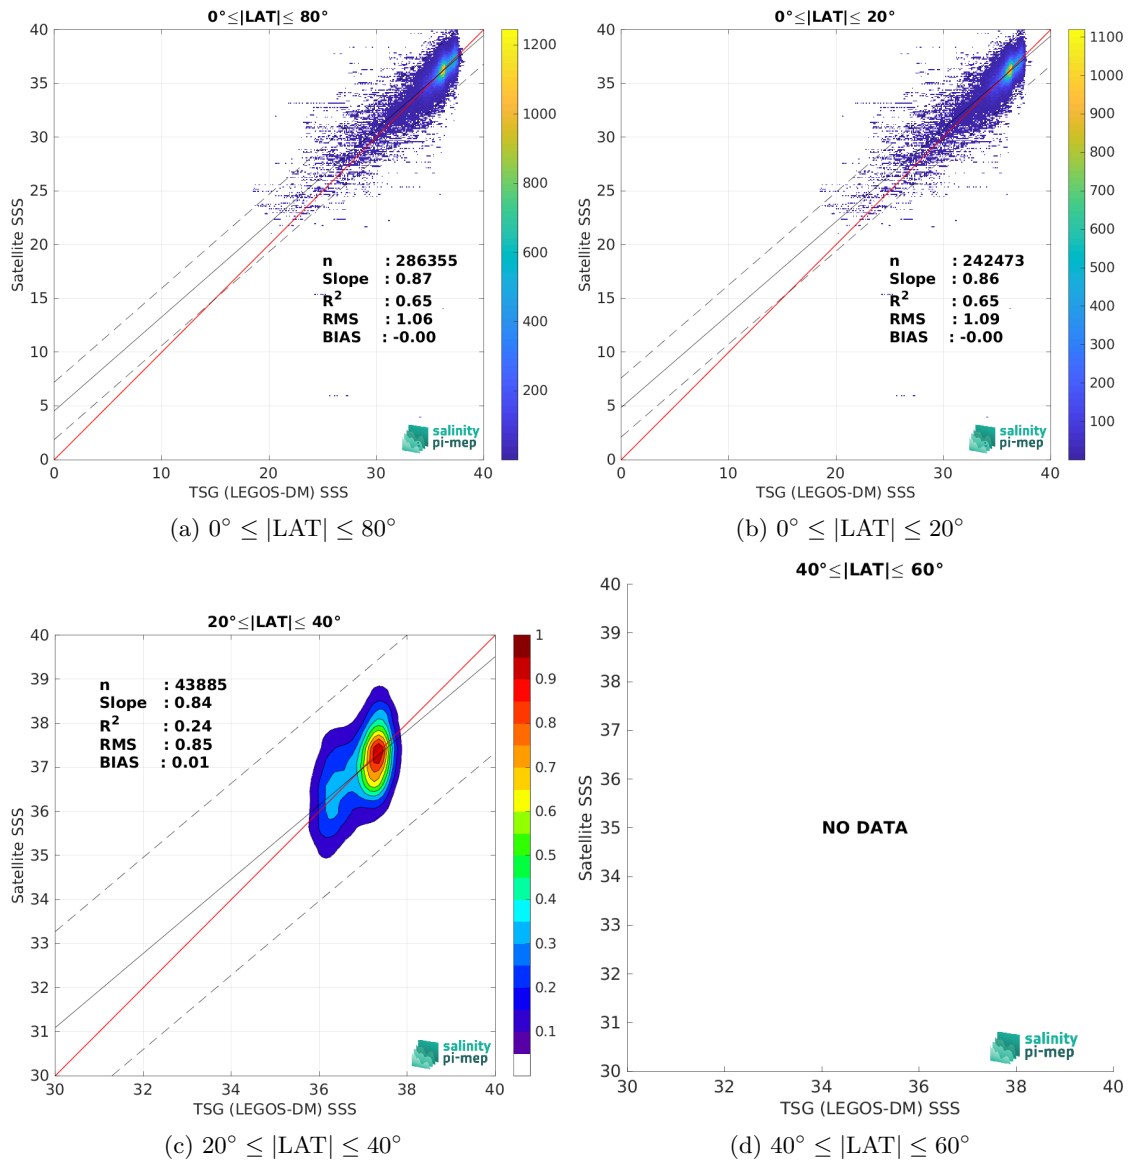 0°≤|LAT|≤ 80°
40
35
30
25
20
15
10
5
0
Satellite SSS
n : 286355
Slope : 0.87
R² : 0.65
RMS : 1.06
BIAS : -0.00
salinity
pi-mep
0 10 20 30 40
TSG (LEGOS-DM) SSS
1200
1000
800
600
400
200
(a) 0° ≤ |LAT| ≤ 80°
0°≤|LAT|≤ 20°
40
35
30
25
20
15
10
5
0
Satellite SSS
n : 242473
Slope : 0.86
R² : 0.65
RMS : 1.09
BIAS : -0.00
salinity
pi-mep
0 10 20 30 40
TSG (LEGOS-DM) SSS
1100
1000
900
800
700
600
500
400
300
200
100
(b) 0° ≤ |LAT| ≤ 20°
20°≤|LAT|≤ 40°
40
39
38
37
36
35
34
33
32
31
30
Satellite SSS
n : 43885
Slope : 0.84
R² : 0.24
RMS : 0.85
BIAS : 0.01
salinity
pi-mep
30 32 34 36 38 40
TSG (LEGOS-DM) SSS
1
0.9
0.8
0.7
0.6
0.5
0.4
0.3
0.2
0.1
(c) 20° ≤ |LAT| ≤ 40°
40°≤|LAT|≤ 60°
40
39
38
37
36
35
34
33
32
31
30
Satellite SSS
NO DATA
salinity
pi-mep
30 32 34 36 38 40
TSG (LEGOS-DM) SSS
(d) 40° ≤ |LAT| ≤ 60°